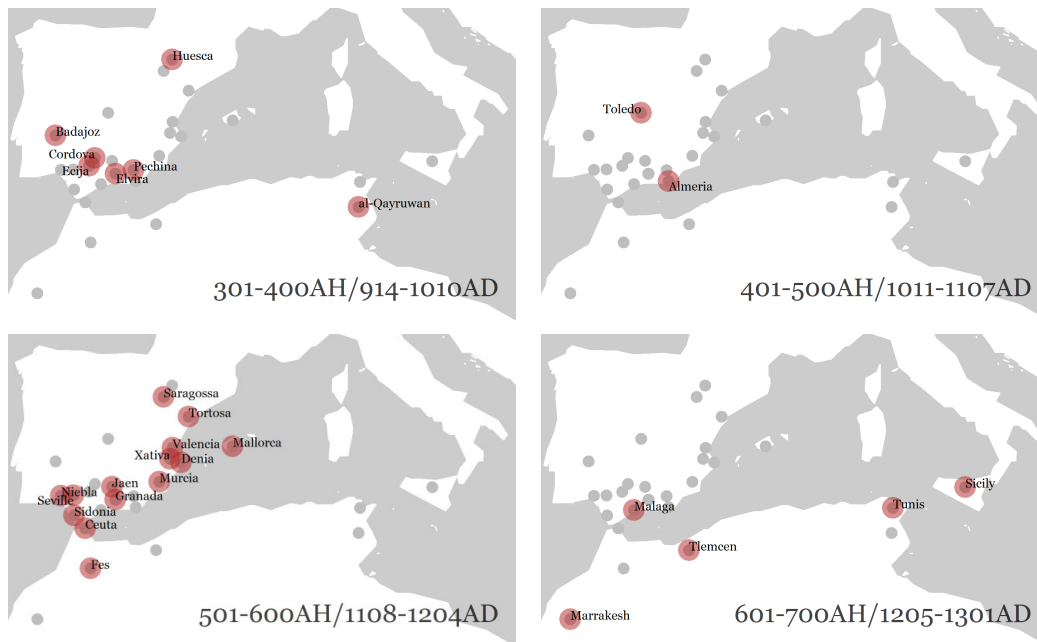 Huesca
Badajoz
Cordova
Ecija
Pechina
Elvira
al-Qayruwan
301-400AH/914-1010AD
Toledo
Almeria
401-500AH/1011-1107AD
Saragossa
Tortosa
Valencia
Mallorca
Xativa
Denia
Murcia
Jaen
Niebla
Granada
Seville
Sidonia
Ceuta
Fes
501-600AH/1108-1204AD
Sicily
Malaga
Tunis
Tlemcen
Marrakesh
601-700AH/1205-1301AD